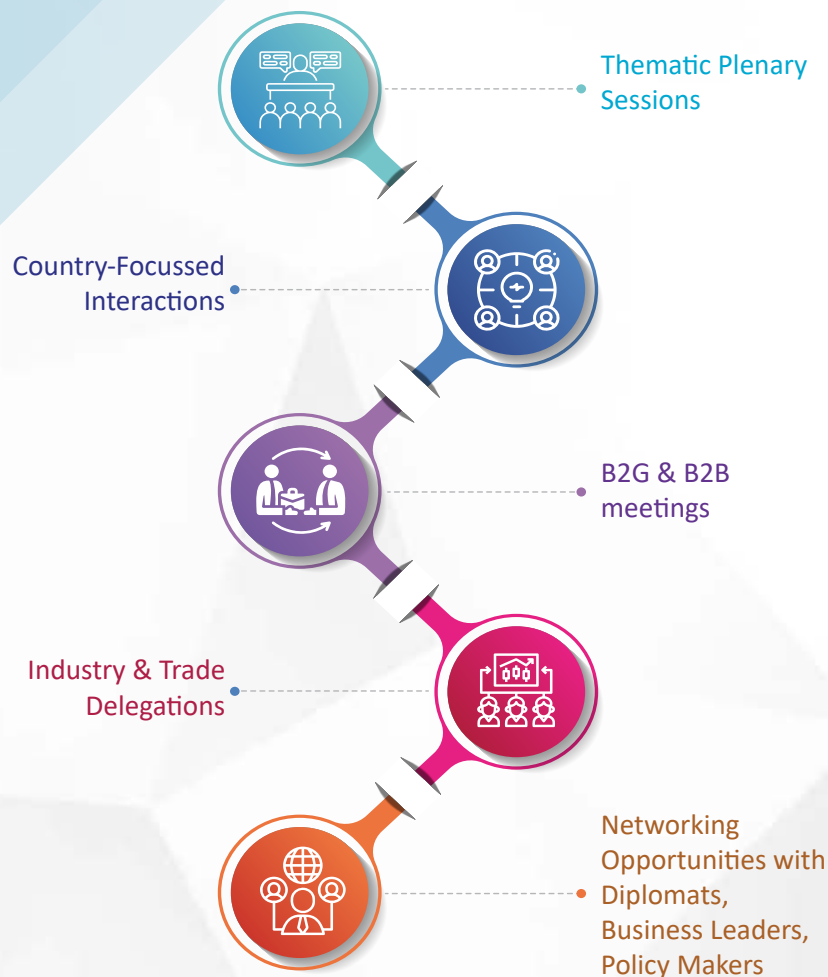 Thematic Plenary
Sessions
Country-Focussed
Interactions
B2G & B2B
meetings
Industry & Trade
Delegations
Networking
Opportunities with
Diplomats,
Business Leaders,
Policy Makers